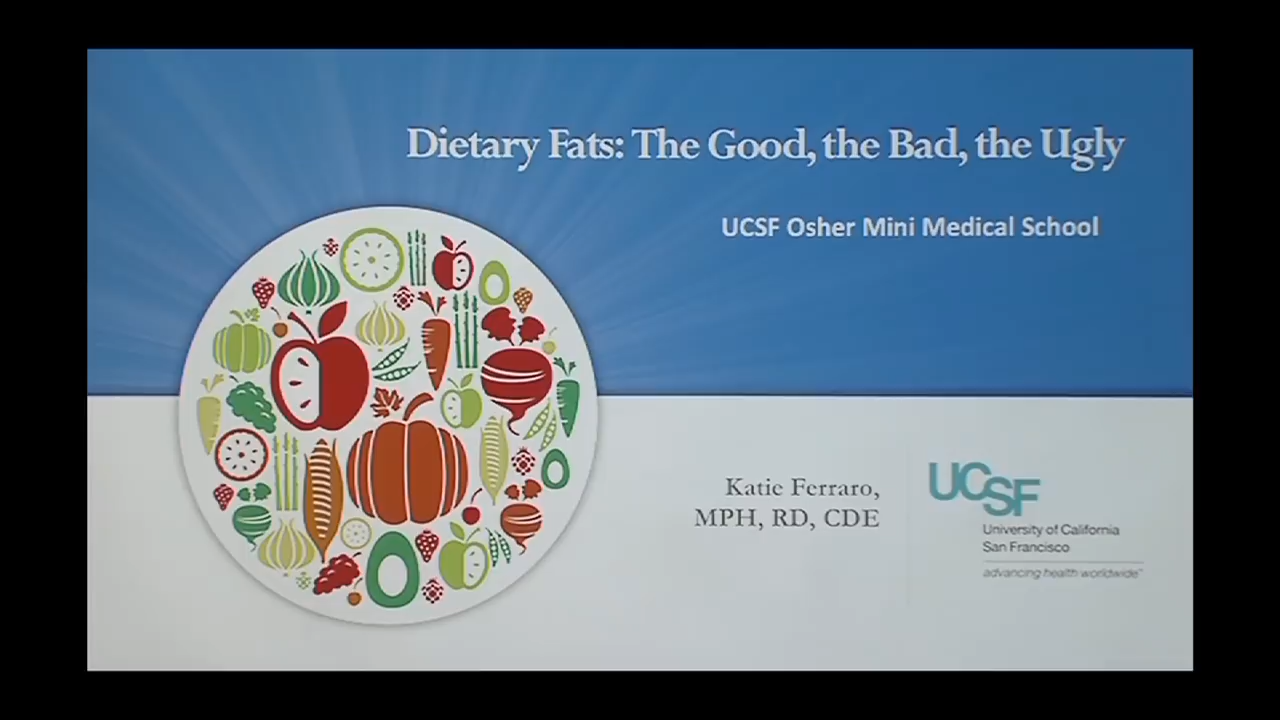 Dietary Fats: The Good, the Bad, the Ugly
UCSF Osher Mini Medical School
Katie Ferraro,
MPH, RD, CDE
UCSF
University of California
San Francisco
advancing health worldwide™